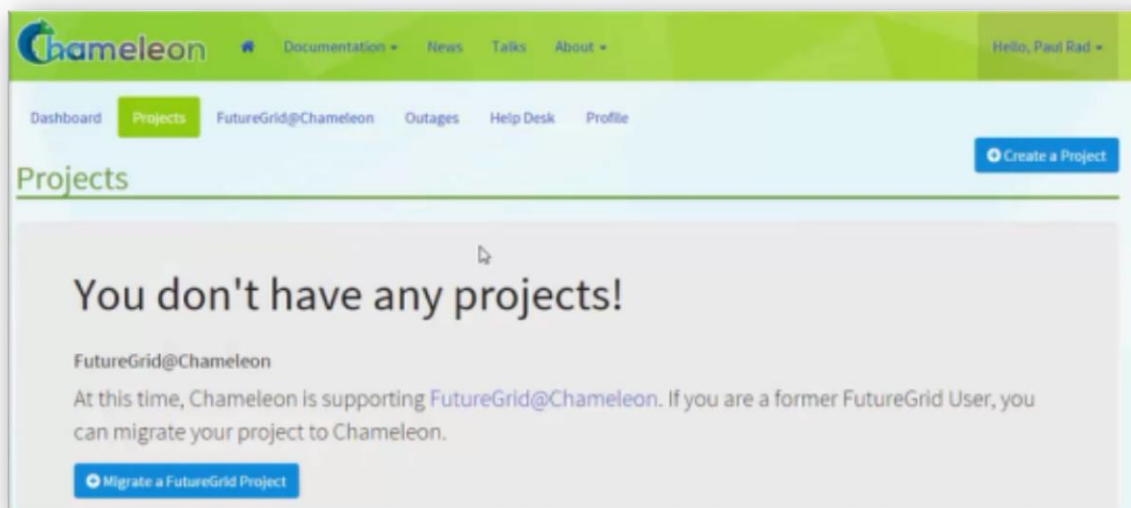 Chameleon Documentation News Talks About Hello, Paul Rad
Dashboard Projects FutureGrid@Chameleon Outages Help Desk Profile
Create a Project
Projects
You don't have any projects!
FutureGrid@Chameleon
At this time, Chameleon is supporting FutureGrid@Chameleon. If you are a former FutureGrid User, you
can migrate your project to Chameleon.
Migrate a FutureGrid Project